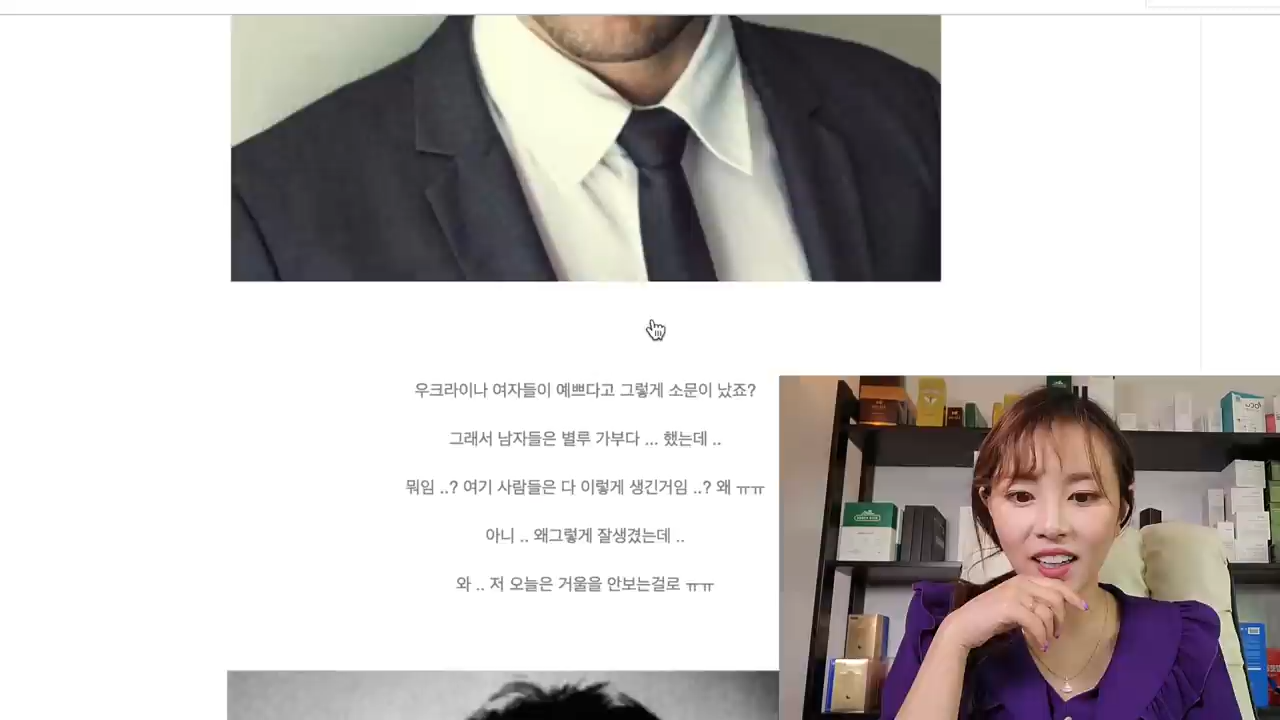 우크라이나 여자들이 예쁘다고 그렇게 소문이 났죠?
그래서 남자들은 별루 가부다 ... 했는데 ..
뭐임 ..? 여기 사람들은 다 이렇게 생긴거임 ..? 왜 ㅠㅠ
아니 .. 왜그렇게 잘생겼는데 ..
와 .. 저 오늘은 거울을 안보는걸로 ㅠㅠ